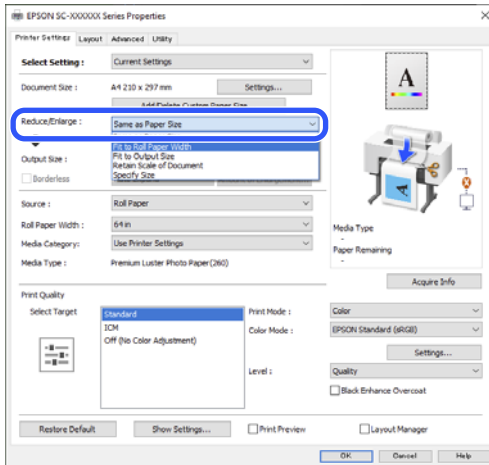 EPSON SC-XXXXXX Series Properties
Printer Settings Layout Advanced Utility
Select Setting : Current Settings
Document Size : A4 210 x 297 mm Settings...
Add/Delete Custom Paper Size
Reduce/Enlarge : Same as Paper Size
Fit to Roll Paper Width
Output Size : Fit to Output Size
Retain Scale of Document
Borderless Specify Size
Source : Roll Paper
Roll Paper Width : 64 in
Media Category: Use Printer Settings
Media Type : Premium Luster Photo Paper(260)
A
A
Media Type
-
Paper Remaining
-
Acquire Info
Print Quality
Select Target
Standard
ICM
Off (No Color Adjustment)
Print Mode : Color
Color Mode : EPSON Standard (sRGB)
Settings...
Level : Quality
Black Enhance Overcoat
Restore Default Show Settings... Print Preview Layout Manager
OK Cancel Help